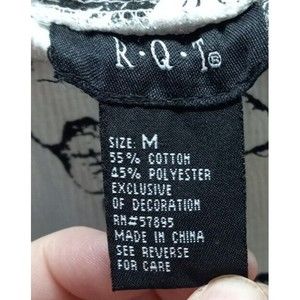 R·Q·T®
SIZE: M
55% COTTON
45% POLYESTER
EXCLUSIVE
OF DECORATION
RN#57895
MADE IN CHINA
SEE REVERSE
FOR CARE